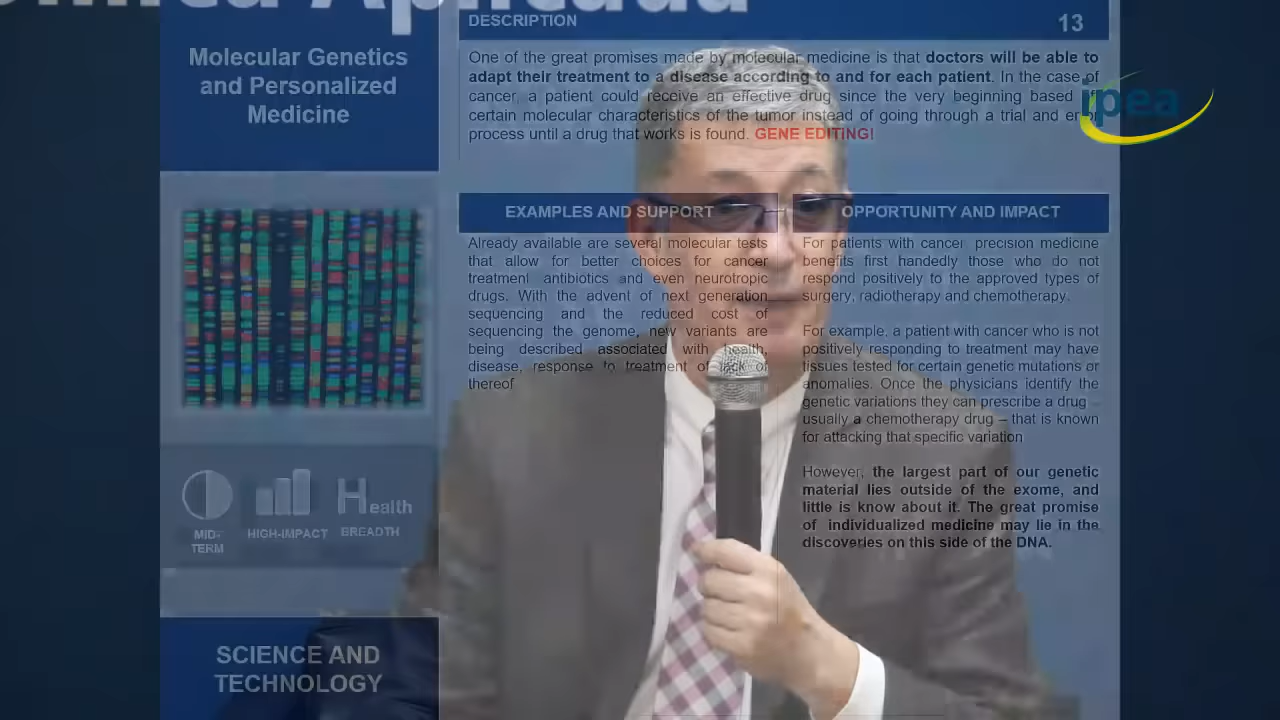 Aplicada
Molecular Genetics
and Personalized
Medicine
DESCRIPTION
13
One of the great promises made by molecular medicine is that doctors will be able to
adapt their treatment to a disease according to and for each patient. In the case of
cancer, a patient could receive an effective drug since the very beginning based
certain molecular characteristics of the tumor instead of going through a trial and error
process until a drug that works is found. GENE EDITING!
ipea
EXAMPLES AND SUPPORT
Already available are several molecular tests
that allow for better choices for cancer
treatment antibiotics and even neurotropic
drugs. With the advent of next generation
sequencing and the reduced cost of
sequencing the genome, new variants are
being described associated with health,
disease, response to treatment of lack of
thereof
OPPORTUNITY AND IMPACT
For patients with cancer precision medicine
benefits first handedly those who do not
respond positively to the approved types of
surgery, radiotherapy and chemotherapy.
For example, a patient with cancer who is not
positively responding to treatment may have
tissues tested for certain genetic mutations or
anomalies. Once the physicians identify the
genetic variations they can prescribe a drug –
usually a chemotherapy drug – that is known
for attacking that specific variation
However, the largest part of our genetic
material lies outside of the exome, and
little is know about it. The great promise
of individualized medicine may lie in the
discoveries on this side of the DNA.
MID-
TERM
HIGH-IMPACT
Health
BREADTH
SCIENCE AND
TECHNOLOGY